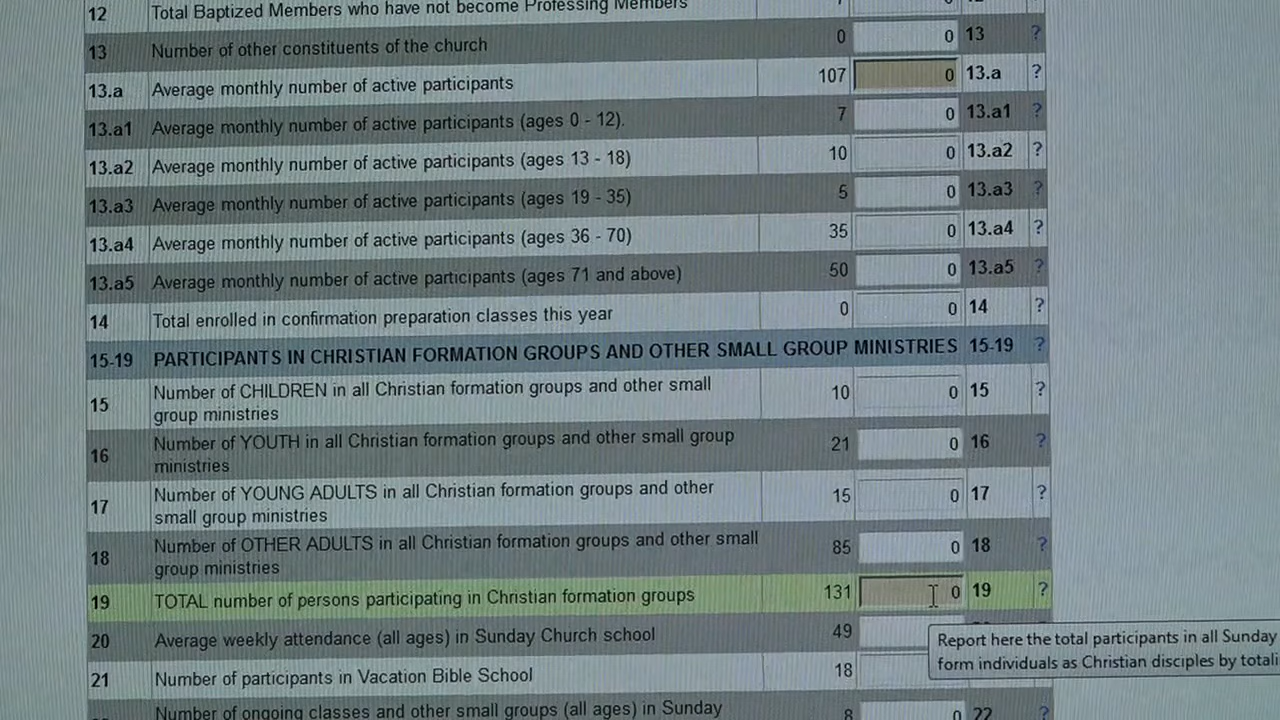 12 Total Baptized Members who have not become Professing Members
13 Number of other constituents of the church 0 0 13 ?
13.a Average monthly number of active participants 107 0 13.a ?
13.a1 Average monthly number of active participants (ages 0 - 12). 7 0 13.a1 ?
13.a2 Average monthly number of active participants (ages 13 - 18) 10 0 13.a2 ?
13.a3 Average monthly number of active participants (ages 19 - 35) 5 0 13.a3 ?
13.a4 Average monthly number of active participants (ages 36 - 70) 35 0 13.a4 ?
13.a5 Average monthly number of active participants (ages 71 and above) 50 0 13.a5 ?
14 Total enrolled in confirmation preparation classes this year 0 0 14 ?
15-19 PARTICIPANTS IN CHRISTIAN FORMATION GROUPS AND OTHER SMALL GROUP MINISTRIES 15-19 ?
15 Number of CHILDREN in all Christian formation groups and other small 10 0 15 ?
group ministries
16 Number of YOUTH in all Christian formation groups and other small group 21 0 16 ?
ministries
17 Number of YOUNG ADULTS in all Christian formation groups and other 15 0 17 ?
small group ministries
18 Number of OTHER ADULTS in all Christian formation groups and other small 85 0 18 ?
group ministries
19 TOTAL number of persons participating in Christian formation groups 131 0 19 ?
20 Average weekly attendance (all ages) in Sunday Church school 49
Report here the total participants in all Sunday
form individuals as Christian disciples by totali
21 Number of participants in Vacation Bible School 18
Number of ongoing classes and other small groups (all ages) in Sunday 8 0 22 ?